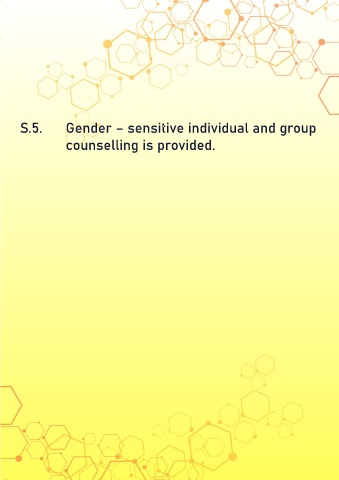 S.5. Gender – sensitive individual and group
counselling is provided.